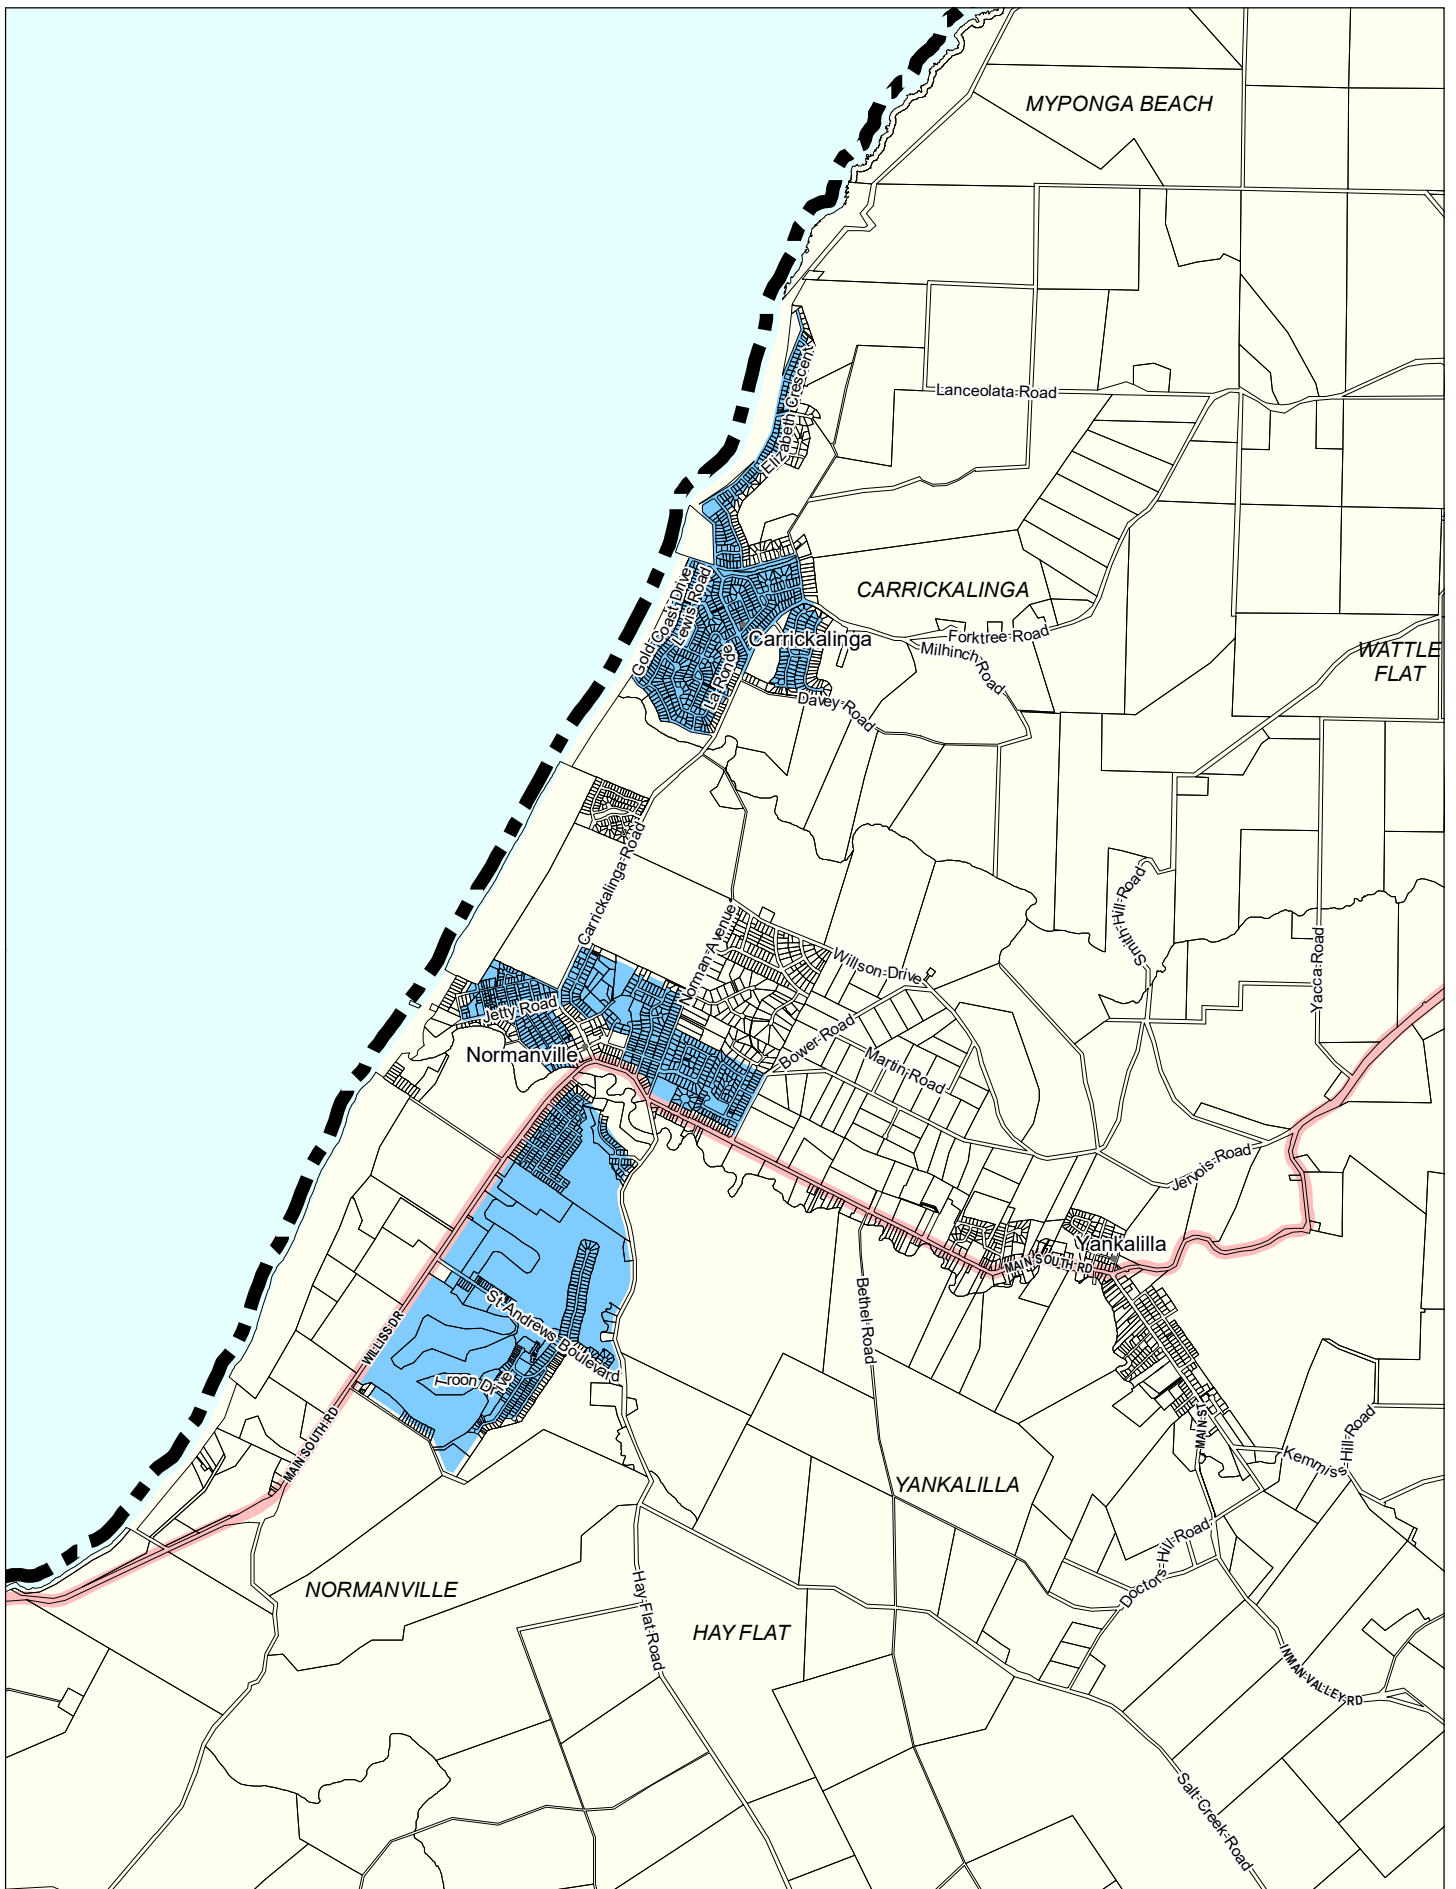 MYPONGA BEACH
Elizabeth Crescent
Lanceolata Road
CARRICKALINGA
Gold Coast Drive
Lewis Road
Carrickalinga
Forktree Road
Milhinch Road
WATTLE
FLAT
La Ronde
Davey Road
Carrickalinga Road
Norman Avenue
Willson Drive
Smith Hill Road
Yacca Road
Jetty Road
Normanville
Bower Road
Martin Road
Jervois Road
Yankalilla
MAIN SOUTH RD
Bethel Road
St Andrews Boulevard
WILLISS DR
Troon Drive
MAIN SOUTH RD
MAIN ST
Kemmiss Hill Road
YANKALILLA
Doctors Hill Road
NORMANVILLE
Hay Flat Road
HAY FLAT
INMAN VALLEY RD
Salt Creek Road